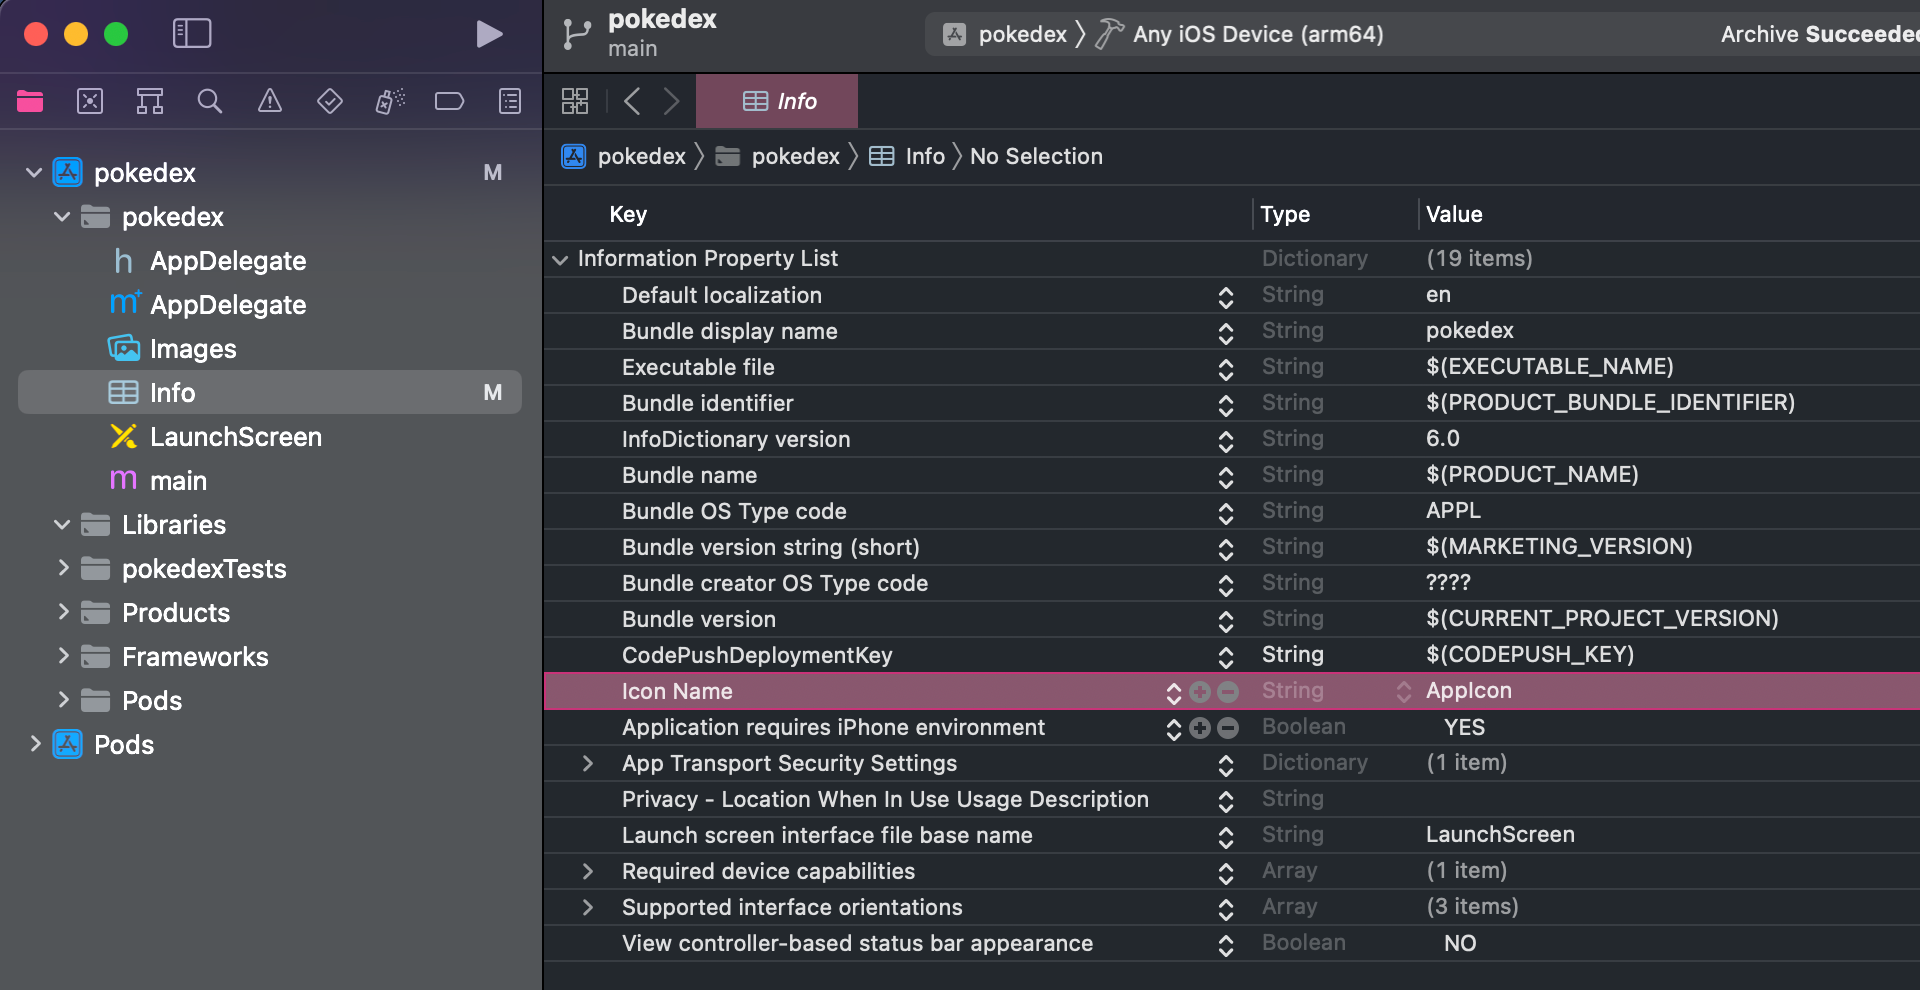 pokedex
main
pokedex
Any iOS Device (arm64)
Archive Succeeded
Info
pokedex
pokedex
Info
No Selection
pokedex M
pokedex
h AppDelegate
m+ AppDelegate
Images
Info M
LaunchScreen
m main
Libraries
pokedexTests
Products
Frameworks
Pods
Pods
Key Type Value
Information Property List Dictionary (19 items)
Default localization String en
Bundle display name String pokedex
Executable file String $(EXECUTABLE_NAME)
Bundle identifier String $(PRODUCT_BUNDLE_IDENTIFIER)
InfoDictionary version String 6.0
Bundle name String $(PRODUCT_NAME)
Bundle OS Type code String APPL
Bundle version string (short) String $(MARKETING_VERSION)
Bundle creator OS Type code String ????
Bundle version String $(CURRENT_PROJECT_VERSION)
CodePushDeploymentKey String $(CODEPUSH_KEY)
Icon Name String AppIcon
Application requires iPhone environment Boolean YES
App Transport Security Settings Dictionary (1 item)
Privacy - Location When In Use Usage Description String
Launch screen interface file base name String LaunchScreen
Required device capabilities Array (1 item)
Supported interface orientations Array (3 items)
View controller-based status bar appearance Boolean NO